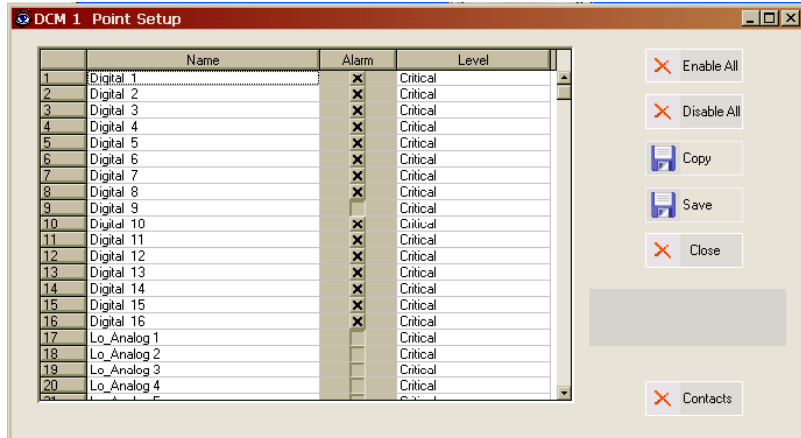 DCM 1 Point Setup
Name Alarm Level
1 Digital 1 Critical
2 Digital 2 Critical
3 Digital 3 Critical
4 Digital 4 Critical
5 Digital 5 Critical
6 Digital 6 Critical
7 Digital 7 Critical
8 Digital 8 Critical
9 Digital 9 Critical
10 Digital 10 Critical
11 Digital 11 Critical
12 Digital 12 Critical
13 Digital 13 Critical
14 Digital 14 Critical
15 Digital 15 Critical
16 Digital 16 Critical
17 Lo_Analog 1 Critical
18 Lo_Analog 2 Critical
19 Lo_Analog 3 Critical
20 Lo_Analog 4 Critical
Enable All
Disable All
Copy
Save
Close
Contacts